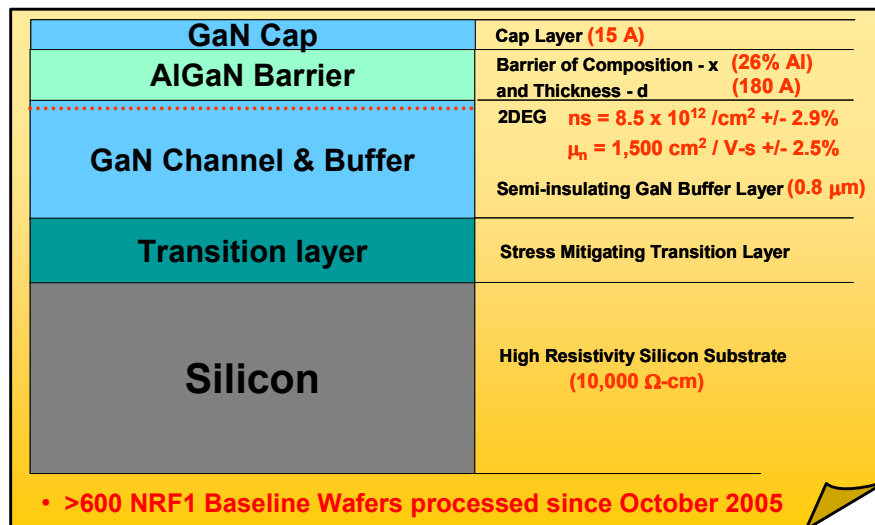 GaN Cap
Cap Layer (15 A)
AlGaN Barrier
Barrier of Composition - x (26% Al)
and Thickness - d (180 A)
2DEG ns = 8.5 x 10¹² /cm² +/- 2.9%
μₙ = 1,500 cm² / V-s +/- 2.5%
GaN Channel & Buffer
Semi-insulating GaN Buffer Layer (0.8 μm)
Transition layer
Stress Mitigating Transition Layer
Silicon
High Resistivity Silicon Substrate
(10,000 Ω-cm)
• >600 NRF1 Baseline Wafers processed since October 2005